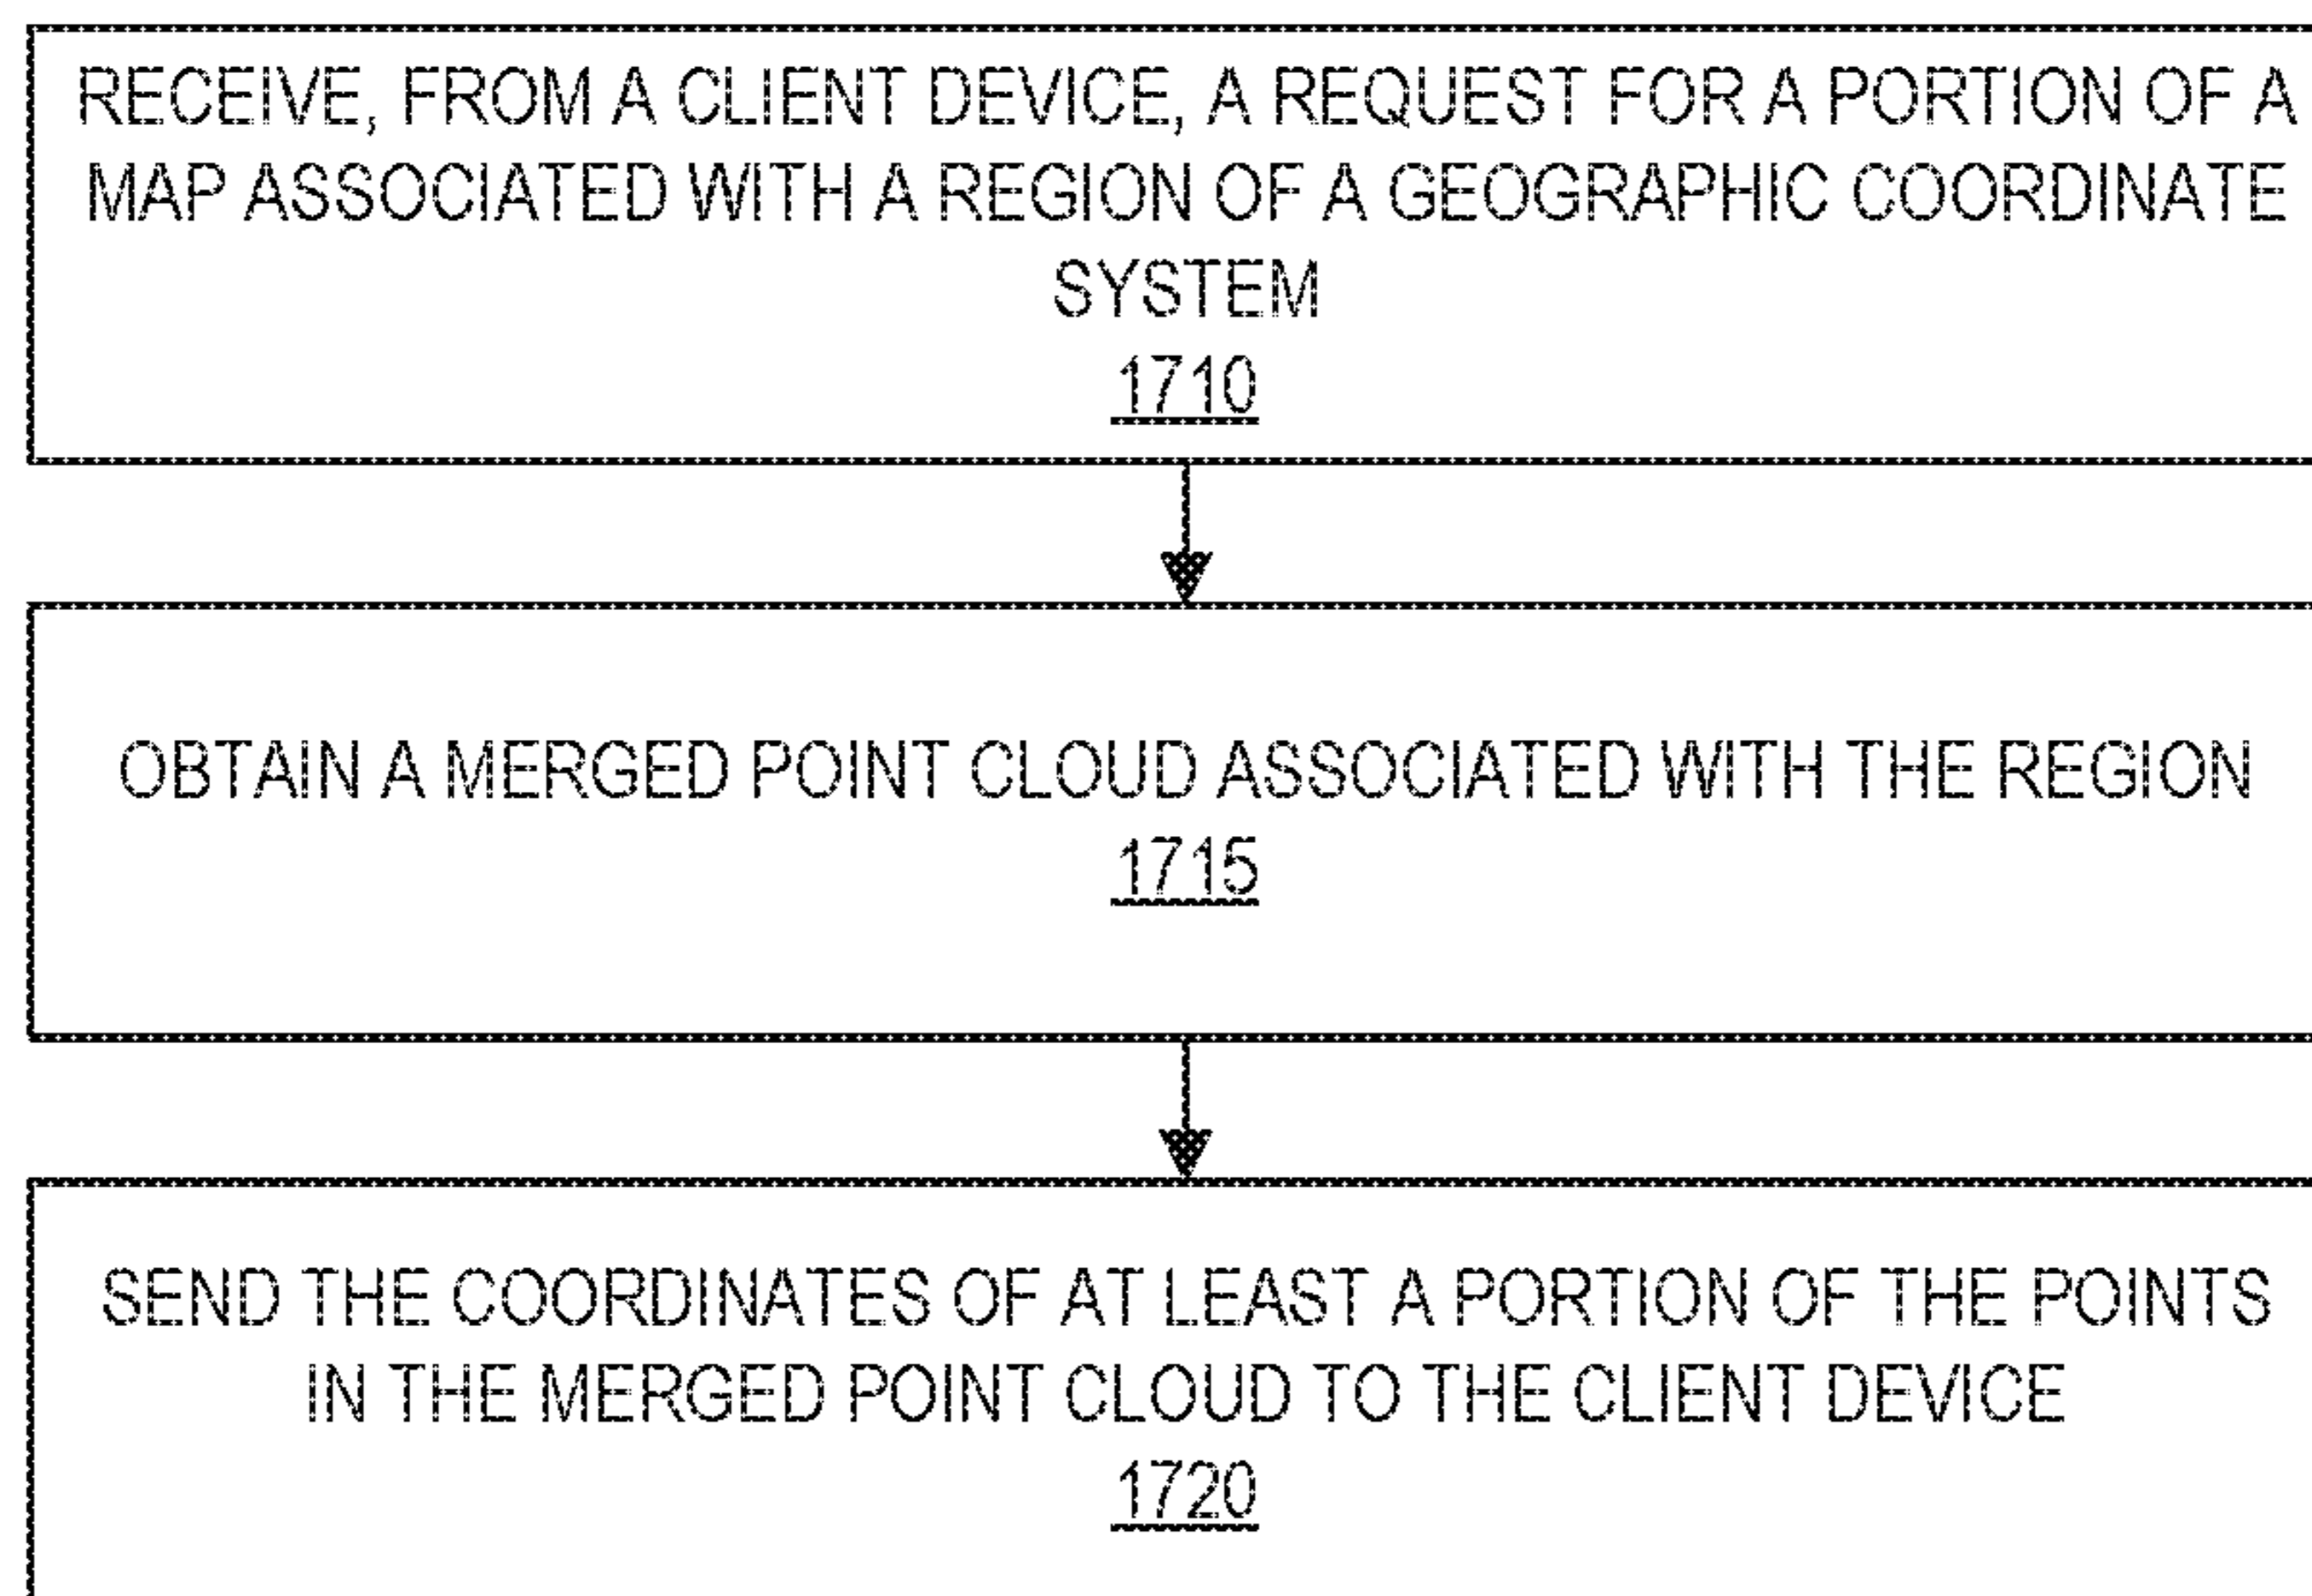 RECEIVE, FROM A CLIENT DEVICE, A REQUEST FOR A PORTION OF A
MAP ASSOCIATED WITH A REGION OF A GEOGRAPHIC COORDINATE
SYSTEM
1710
OBTAIN A MERGED POINT CLOUD ASSOCIATED WITH THE REGION
1715
SEND THE COORDINATES OF AT LEAST A PORTION OF THE POINTS
IN THE MERGED POINT CLOUD TO THE CLIENT DEVICE
1720